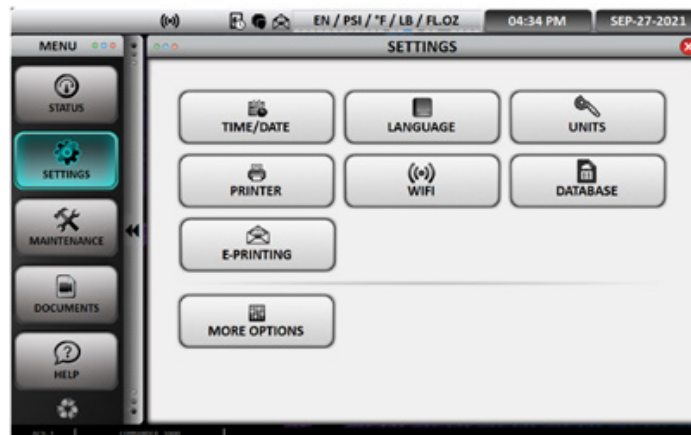 EN / PSI / °F / LB / FL.OZ 04:34 PM SEP-27-2021
MENU
SETTINGS
STATUS
SETTINGS
MAINTENANCE
DOCUMENTS
HELP
TIME/DATE LANGUAGE UNITS
PRINTER WIFI DATABASE
E-PRINTING
MORE OPTIONS